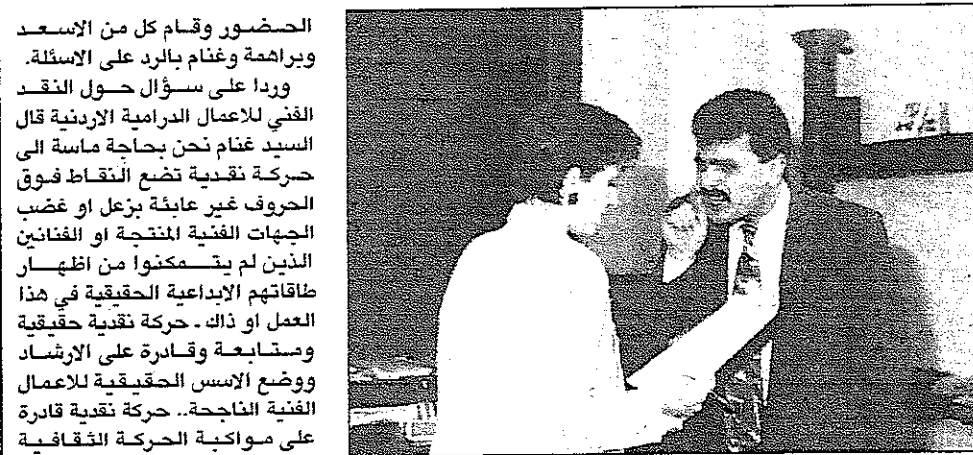 الحضور وقام كل من الاسعد
وبراهمة وغنام بالرد على الاسئلة.
وردا على سؤال حول النقد
الفني للاعمال الدرامية الاردنية قال
السيد غنام نحن بحاجة ماسة الى
حركة نقدية تضع النقاط فوق
الحروف غير عابئة بزعل او غضب
الجهات الفنية المنتجة او الفنانين
الذين لم يتمكنوا من اظهار
طاقاتهم الابداعية الحقيقية في هذا
العمل او ذاك. حركة نقدية حقيقية
ومتابعة وقادرة على الارشاد
ووضع الاسس الحقيقية للاعمال
الفنية الناجحة.. حركة نقدية قادرة
على مواكبة الحركة الثقافية